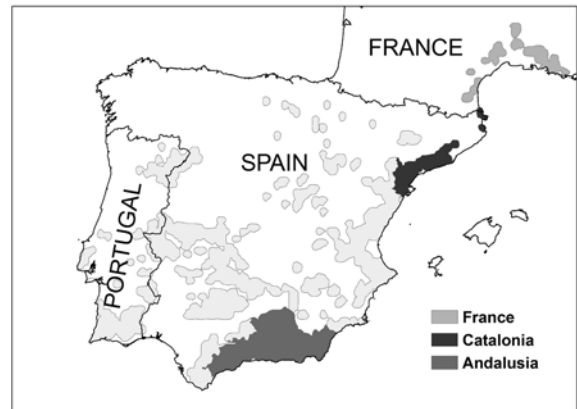 FRANCE
SPAIN
PORTUGAL
France
Catalonia
Andalusia